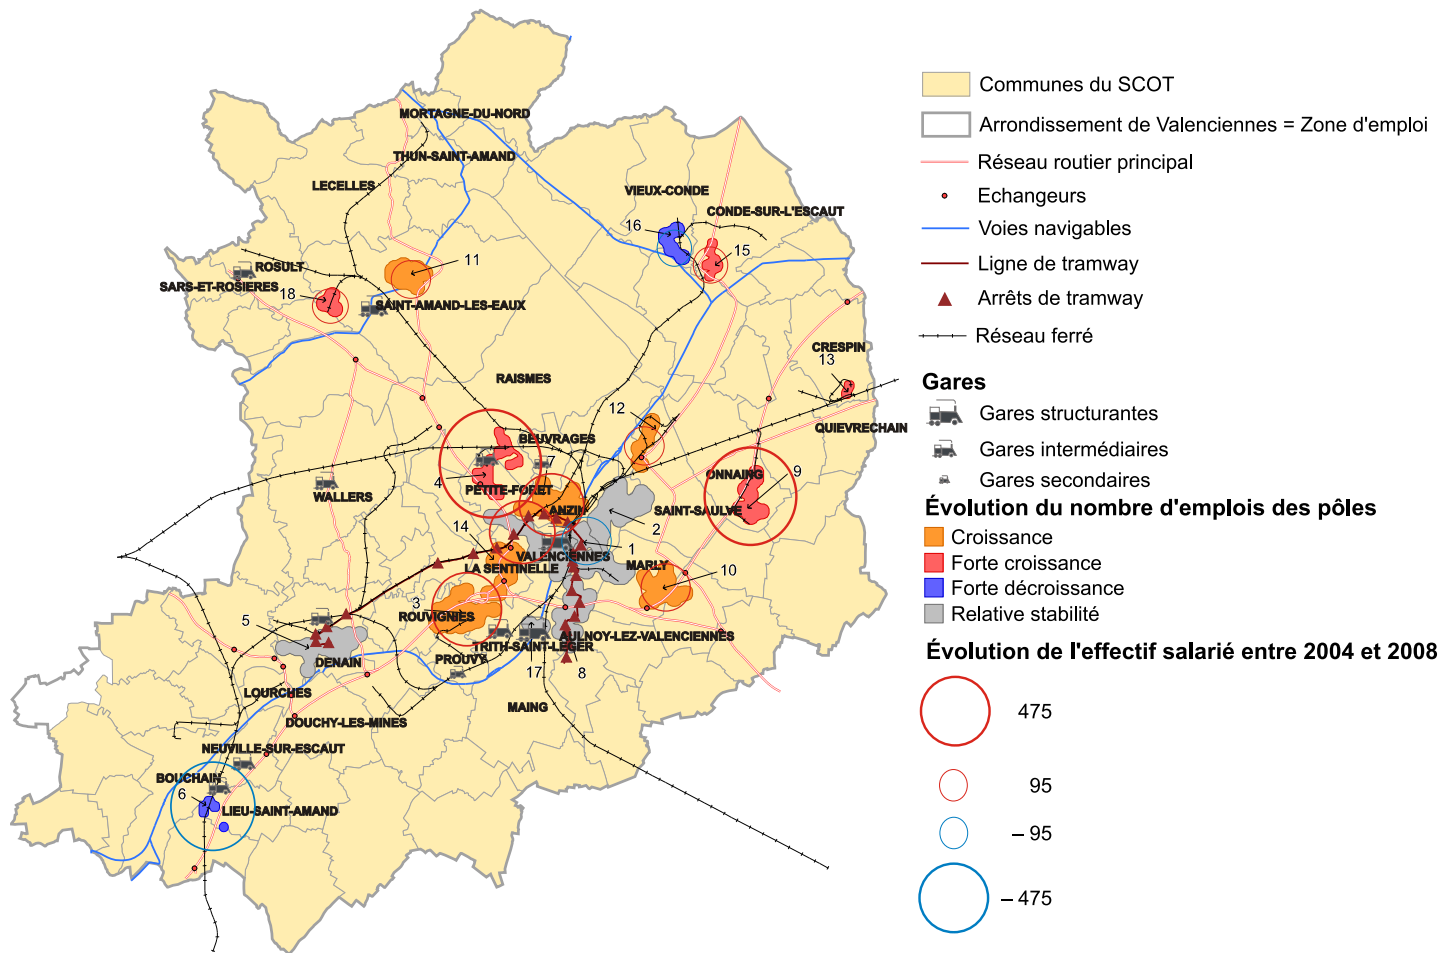 MORTAGNE-DU-NORD
THUN-SAINT-AMAND
LECELLES
VIEUX-CONDE
CONDE-SUR-L'ESCAUT
16
15
11
ROSULT
SARS-ET-ROSIERES
18
SAINT-AMAND-LES-EAUX
CRESPIN
13
RAISMES
12
QUIEVRECHAIN
BEUVRAGES
7
4
PETITE-FORET
ONNAING
9
WALLERS
ANZIN
SAINT-SAULVE
2
14
VALENCIENNES
1
LA SENTINELLE
MARLY
10
3
ROUVIGNIES
5
AULNOY-LEZ-VALENCIENNES
TRITH-SAINT-LEGER
PROUVY
DENAIN
17
8
LOURCHES
MAING
DOUCHY-LES-MINES
NEUVILLE-SUR-ESCAUT
BOUCHAIN
6
LIEU-SAINT-AMAND
Communes du SCOT
Arrondissement de Valenciennes = Zone d'emploi
Réseau routier principal
Echangeurs
Voies navigables
Ligne de tramway
Arrêts de tramway
Réseau ferré
Gares
Gares structurantes
Gares intermédiaires
Gares secondaires
Évolution du nombre d'emplois des pôles
Croissance
Forte croissance
Forte décroissance
Relative stabilité
Évolution de l'effectif salarié entre 2004 et 2008
475
95
– 95
– 475